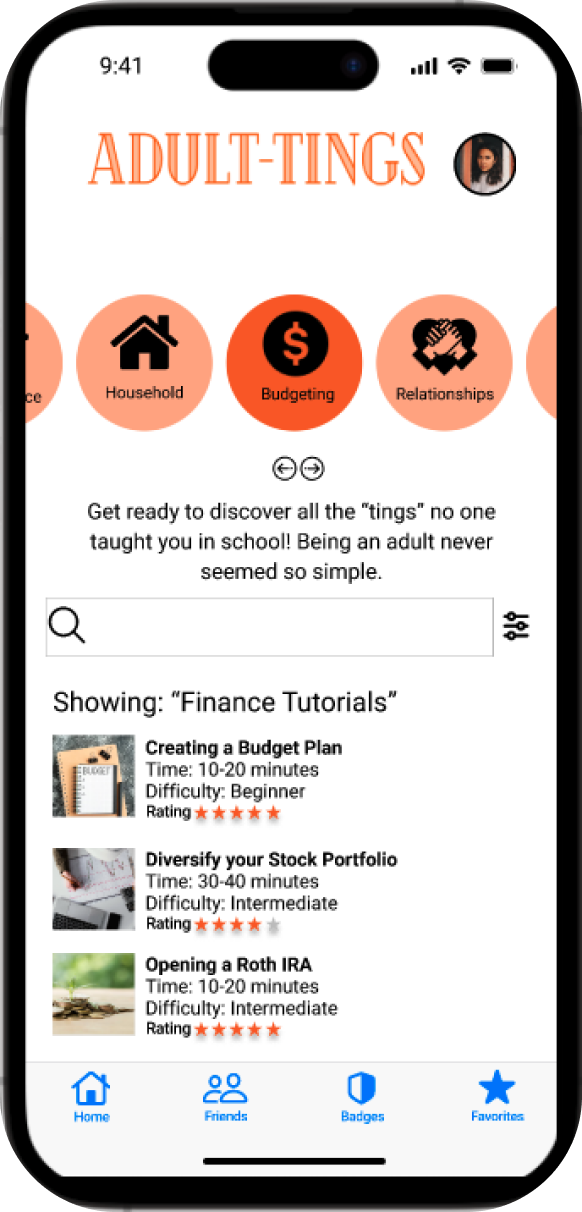 9:41
ADULT-TINGS
ce
Household
$
Budgeting
Relationships
Get ready to discover all the “tings” no one
taught you in school! Being an adult never
seemed so simple.
Showing: “Finance Tutorials”
BUDGET
Creating a Budget Plan
Time: 10-20 minutes
Difficulty: Beginner
Rating
Diversify your Stock Portfolio
Time: 30-40 minutes
Difficulty: Intermediate
Rating
Opening a Roth IRA
Time: 10-20 minutes
Difficulty: Intermediate
Rating
Home
Friends
Badges
Favorites